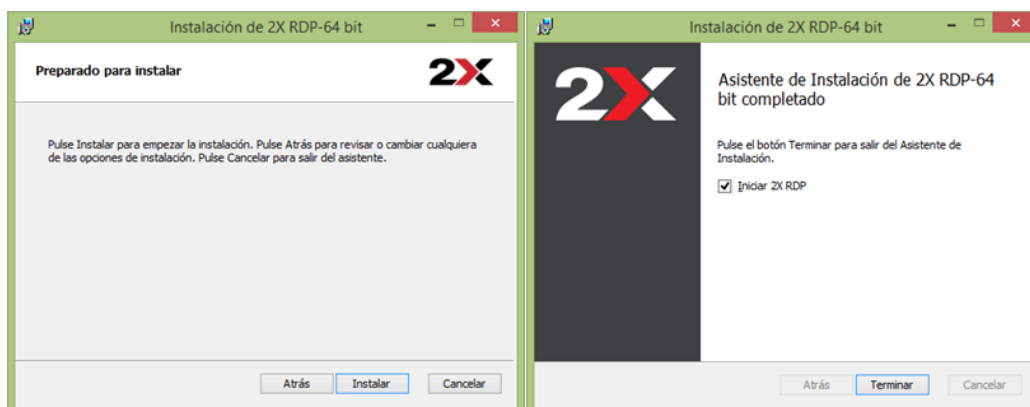 Instalación de 2X RDP-64 bit
Preparado para instalar
2X
Pulse Instalar para empezar la instalación. Pulse Atrás para revisar o cambiar cualquiera
de las opciones de instalación. Pulse Cancelar para salir del asistente.
Atrás Instalar Cancelar
Instalación de 2X RDP-64 bit
2X
Asistente de Instalación de 2X RDP-64
bit completado
Pulse el botón Terminar para salir del Asistente de
Instalación.
Iniciar 2X RDP
Atrás Terminar Cancelar